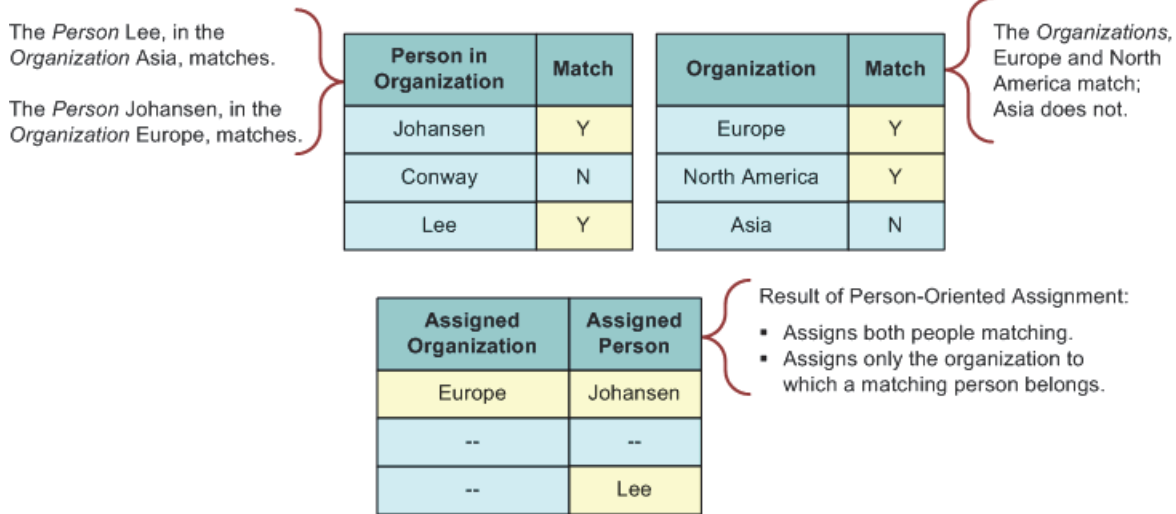 The Person Lee, in the
Organization Asia, matches.
The Person Johansen, in the
Organization Europe, matches.
Person in
Organization
Match
Johansen
Y
Conway
N
Lee
Y
Organization
Match
Europe
Y
North America
Y
Asia
N
The Organizations,
Europe and North
America match;
Asia does not.
Assigned
Organization
Assigned
Person
Europe
Johansen
--
--
--
Lee
Result of Person-Oriented Assignment:
▪ Assigns both people matching.
▪ Assigns only the organization to
which a matching person belongs.